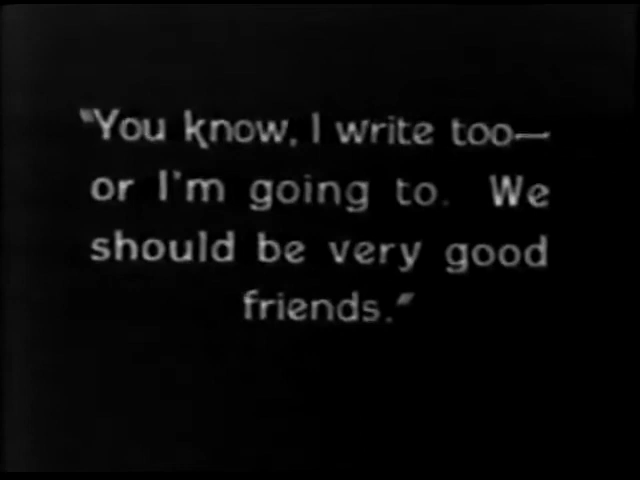 "You know, I write too—
or I'm going to. We
should be very good
friends."